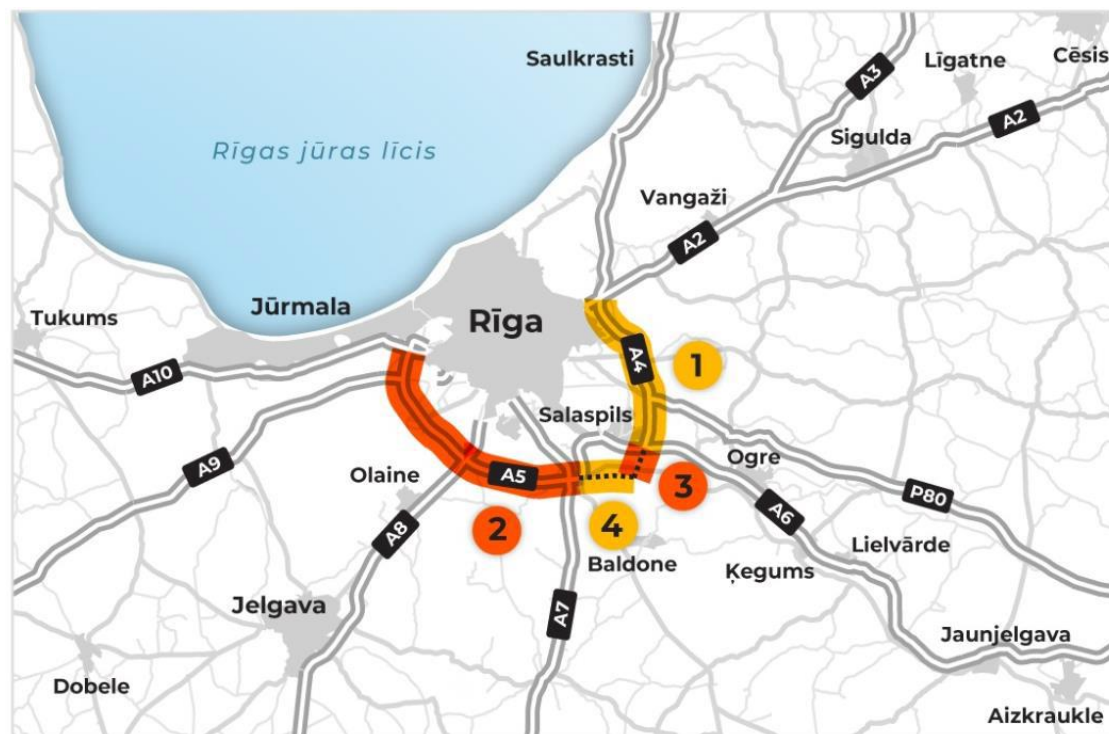 Saulkrasti
Cēsis
Līgatne
A3
A2
Sigulda
Rīgas jūras līcis
Vangaži
A2
Jūrmala
Tukums
Rīga
A4
1
A10
Salaspils
A9
Olaine
A5
Ogre
3
P80
2
4
A8
A6
Baldone
Lielvārde
Ķegums
Jelgava
A7
Jaunjelgava
Dobele
Aizkraukle